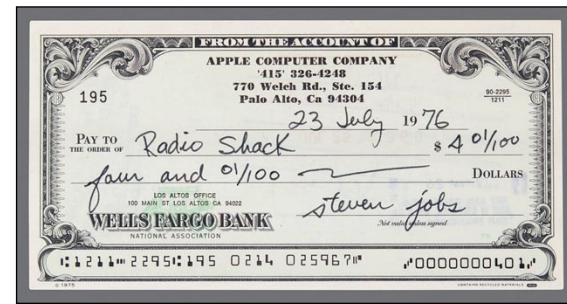 FROM THE ACCOUNT OF
APPLE COMPUTER COMPANY
'415' 326-4248
770 Welch Rd., Ste. 154
Palo Alto, Ca 94304
195
90-2295
1211
23 July 1976
PAY TO THE ORDER OF Radio Shack $ 4 01/100
four and 01/100 DOLLARS
LOS ALTOS OFFICE
100 MAIN ST LOS ALTOS CA 94022
WELLS FARGO BANK
NATIONAL ASSOCIATION
steven jobs
Not valid unless signed
⑆1211⑉2295⑆195 0214 025967⑈ ⑇0000000401⑇
© 1975 CONTAINS RECYCLED MATERIALS